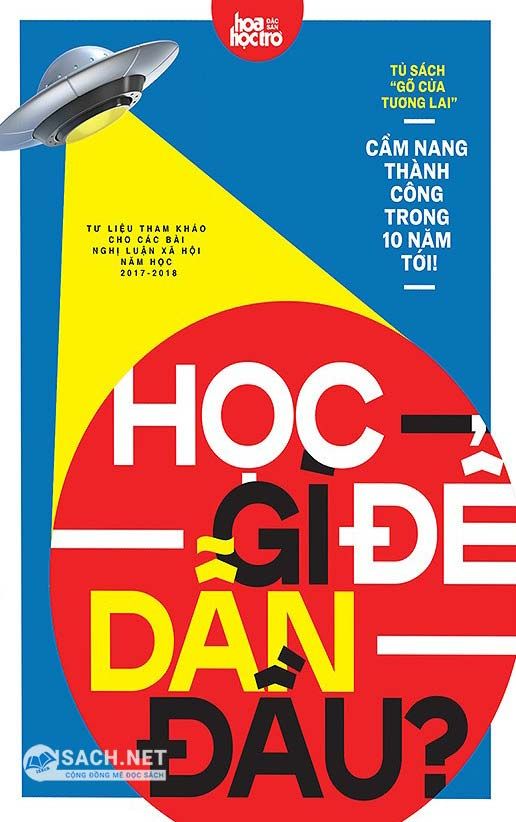 hoa
ĐẶC
SẢN
học trò
TỦ SÁCH
"GÕ CỬA
TƯƠNG LAI"
CẨM NANG
THÀNH
CÔNG
TRONG
10 NĂM
TỚI!
TƯ LIỆU THAM KHẢO
CHO CÁC BÀI
NGHỊ LUẬN XÃ HỘI
NĂM HỌC
2017-2018
HỌC
GÌ ĐỂ
DẪN
ĐẦU?
ISACH.NET
CỘNG ĐỒNG MÊ ĐỌC SÁCH